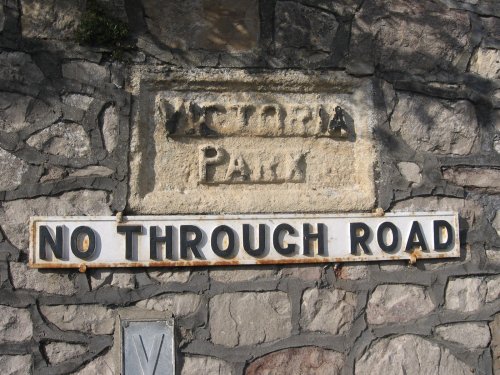 VICTORIA
PARK
NO THROUGH ROAD
V